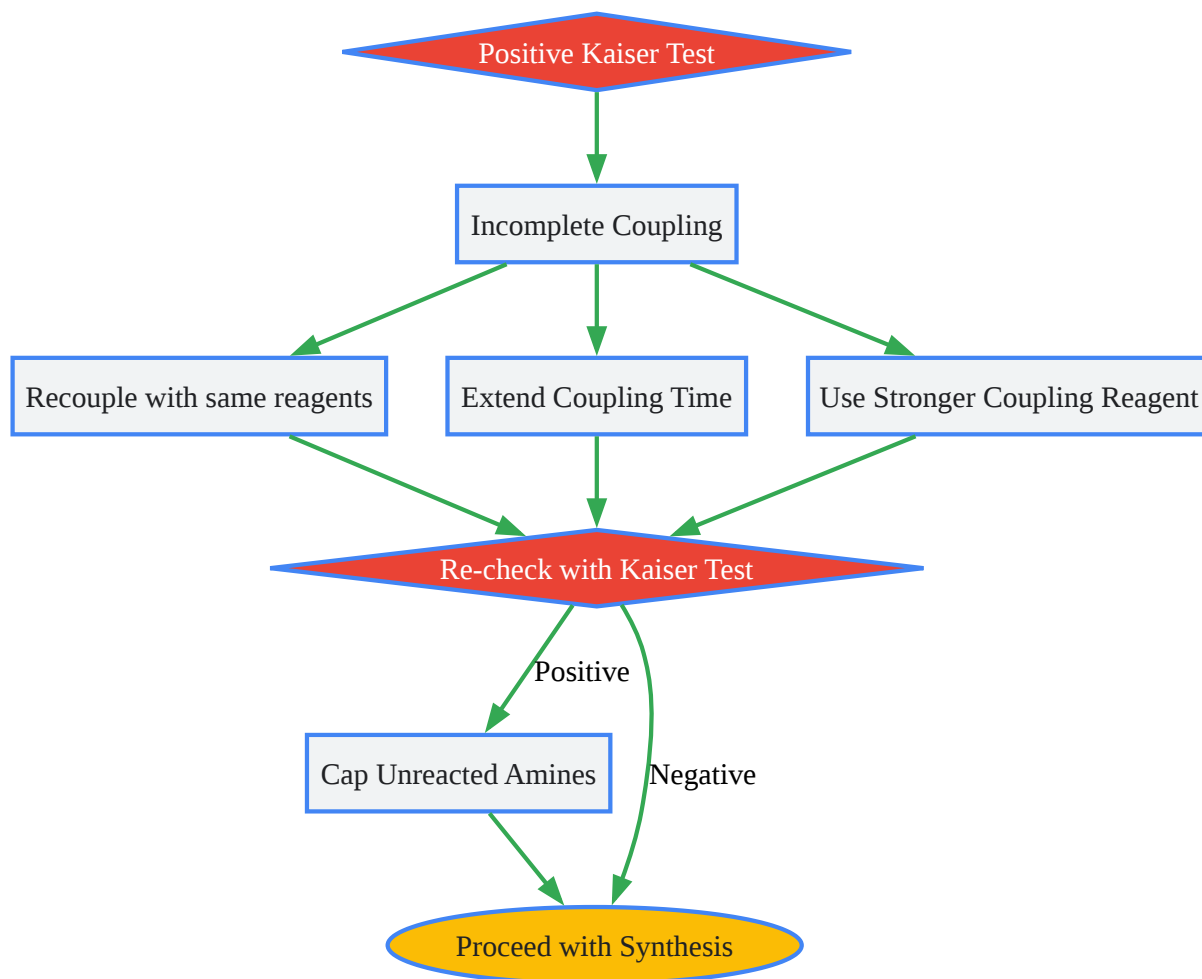 Positive Kaiser Test
Incomplete Coupling
Recouple with same reagents
Extend Coupling Time
Use Stronger Coupling Reagent
Re-check with Kaiser Test
Positive
Cap Unreacted Amines
Negative
Proceed with Synthesis